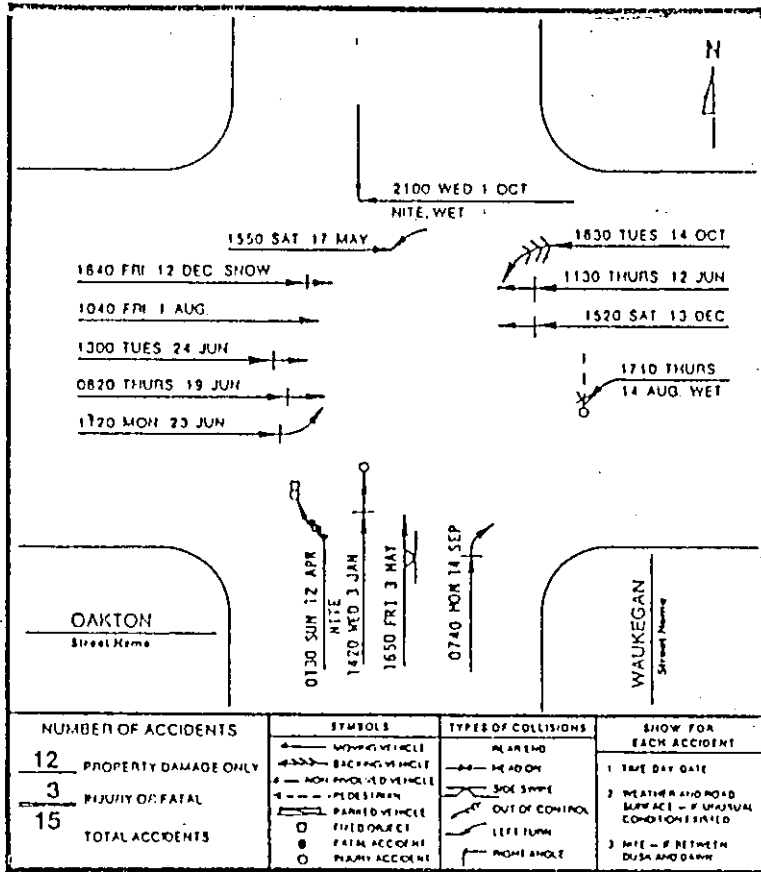 N
2100 WED 1 OCT
NITE, WET
1550 SAT 17 MAY
1630 TUES 14 OCT
1640 FRI 12 DEC SNOW
1130 THURS 12 JUN
1040 FRI 1 AUG.
1520 SAT 13 DEC
1300 TUES 24 JUN
0820 THURS 19 JUN
1710 THURS
14 AUG. WET
1720 MON 23 JUN
0130 SUN 12 APR
NITE
1420 WED 3 JAN
1650 FRI 3 MAY
0740 MON 14 SEP
OAKTON
Street Name
WAUKEGAN
Street Name
NUMBER OF ACCIDENTS
12 PROPERTY DAMAGE ONLY
3 INJURY OR FATAL
15
TOTAL ACCIDENTS
SYMBOLS
MOVING VEHICLE
BACKING VEHICLE
NON-INVOLVED VEHICLE
PEDESTRIAN
PARKED VEHICLE
FIXED OBJECT
FATAL ACCIDENT
INJURY ACCIDENT
TYPES OF COLLISIONS
REAR END
HEAD ON
SIDE SWIPE
OUT OF CONTROL
LEFT TURN
RIGHT ANGLE
SHOW FOR
EACH ACCIDENT
1 TIME DAY DATE
2 WEATHER AND ROAD
SURFACE - IF UNUSUAL
CONDITION EXISTED
3 NITE - IF BETWEEN
DUSK AND DAWN